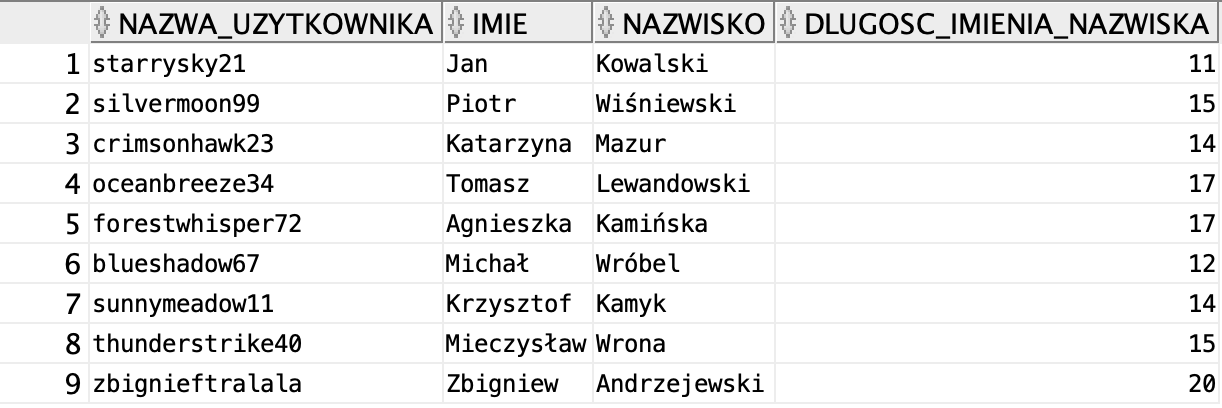 NAZWA_UZYTKOWNIKA IMIE NAZWISKO DLUGOSC_IMIENIA_NAZWISKA
1 starrysky21 Jan Kowalski 11
2 silvermoon99 Piotr Wiśniewski 15
3 crimsonhawk23 Katarzyna Mazur 14
4 oceanbreeze34 Tomasz Lewandowski 17
5 forestwhisper72 Agnieszka Kamińska 17
6 blueshadow67 Michał Wróbel 12
7 sunnymeadow11 Krzysztof Kamyk 14
8 thunderstrike40 Mieczysław Wrona 15
9 zbignieftralala Zbigniew Andrzejewski 20